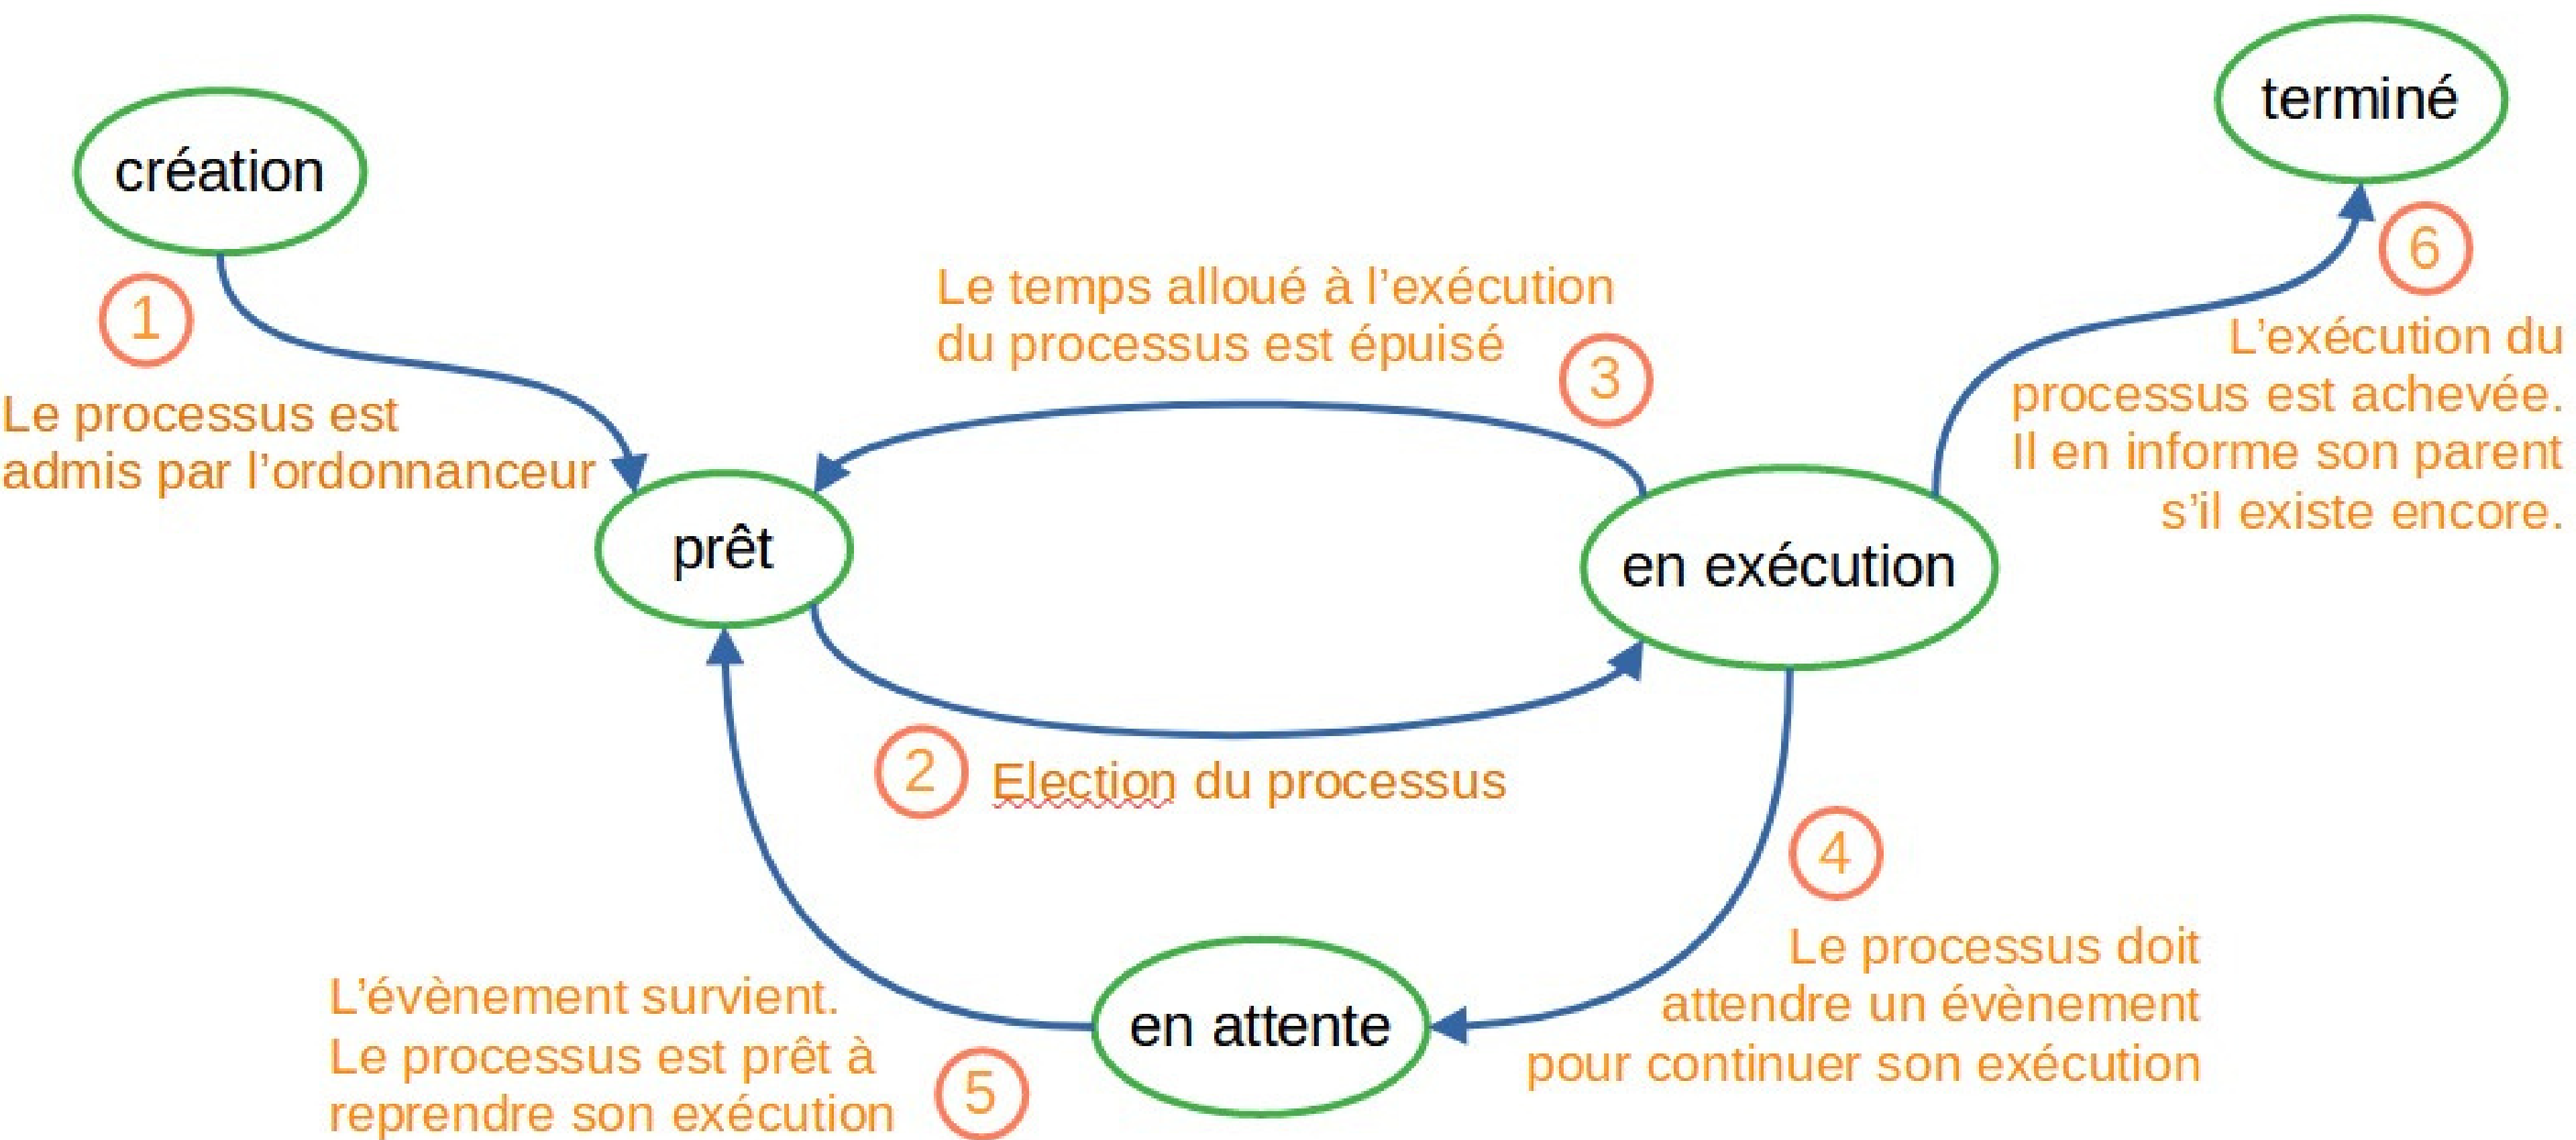 création
1
Le processus est
admis par l'ordonnanceur
prêt
Le temps alloué à l'exécution
du processus est épuisé
3
2
Election du processus
en exécution
terminé
6
L'exécution du
processus est achevée.
Il en informe son parent
s'il existe encore.
4
Le processus doit
attendre un évènement
pour continuer son exécution
en attente
L'évènement survient.
Le processus est prêt à
reprendre son exécution
5